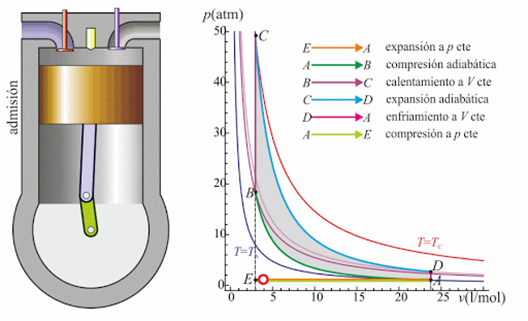 admisión
p(atm)
50
40
30
20
10
0
0
5
10
15
20
25
v(l/mol)
C
B
E
D
A
T=T
T=Tc
E A expansión a p cte
A B compresión adiabática
B C calentamiento a V cte
C D expansión adiabática
D A enfriamiento a V cte
A E compresión a p cte